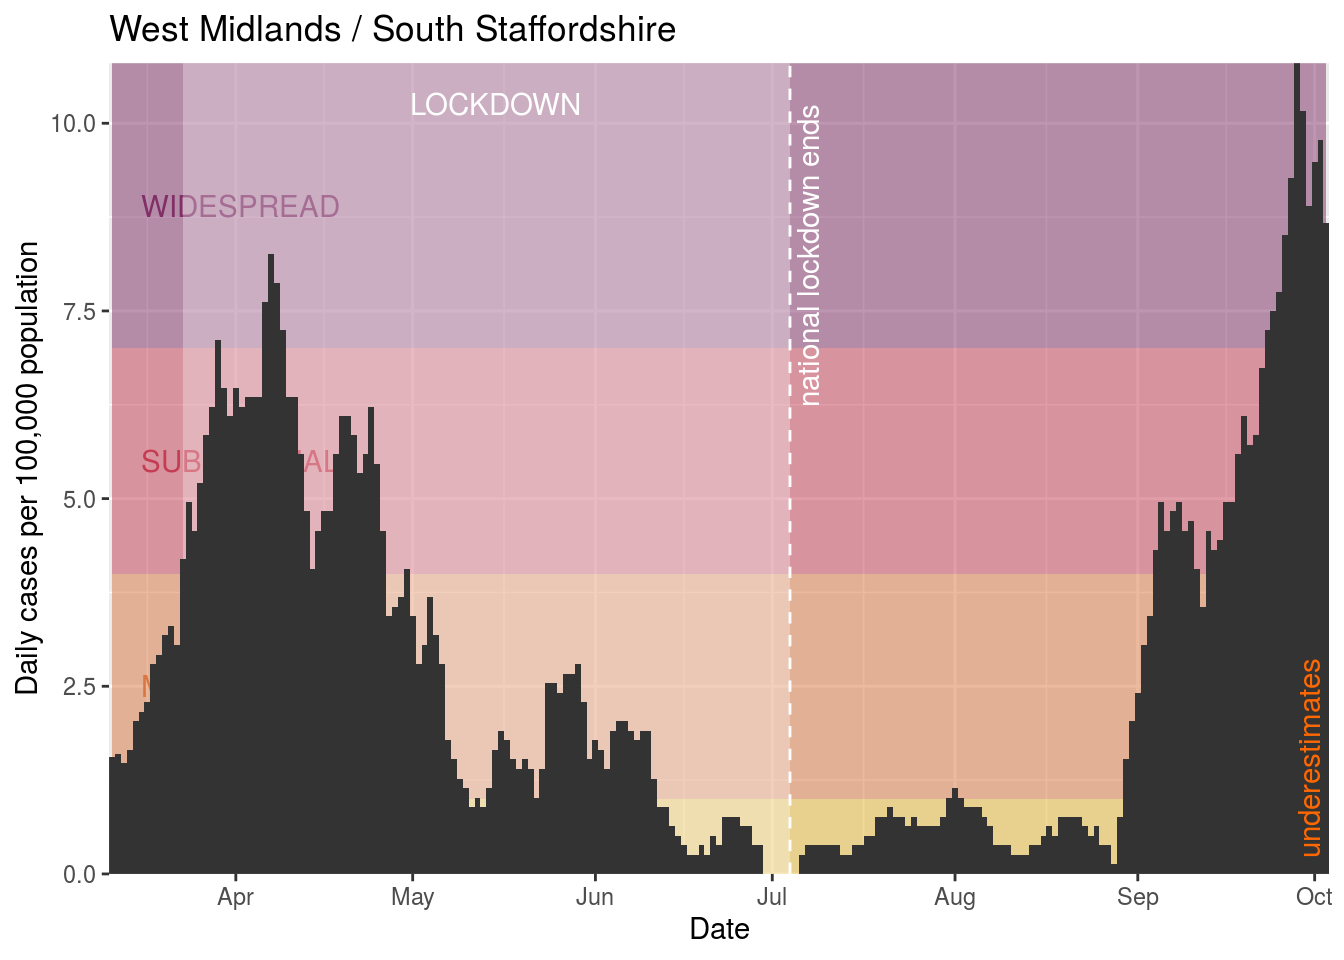 West Midlands / South Staffordshire
Daily cases per 100,000 population
10.0
7.5
5.0
2.5
0.0
LOCKDOWN
WIDESPREAD
national lockdown ends
underestimates
Apr
May
Jun
Jul
Aug
Sep
Oct
Date